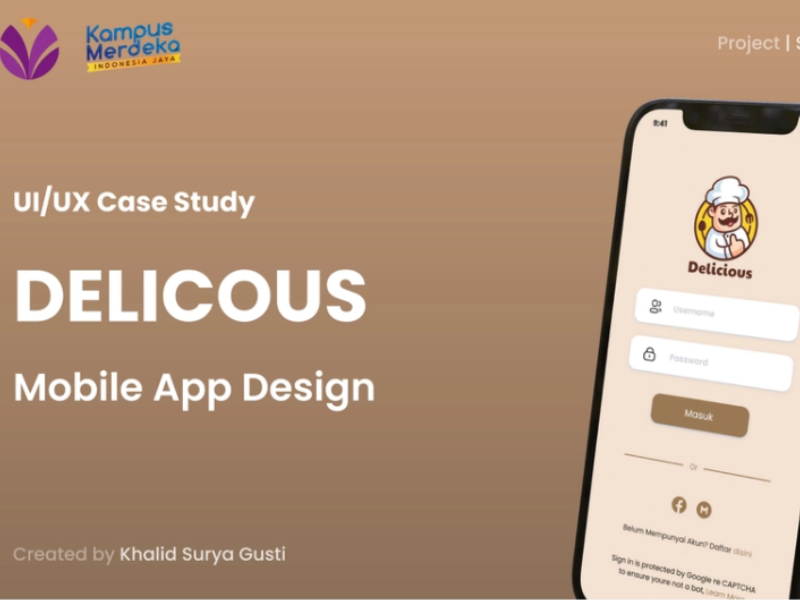 Kampus
Merdeka
INDONESIA JAYA
Project |
UI/UX Case Study
DELICOUS
Mobile App Design
Created by Khalid Surya Gusti
9:41
Delicious
Username
Password
Masuk
Or
Belum Mempunyai Akun? Daftar disini
Sign in is protected by Google re CAPTCHA
to ensure youre not a bot, Learn More